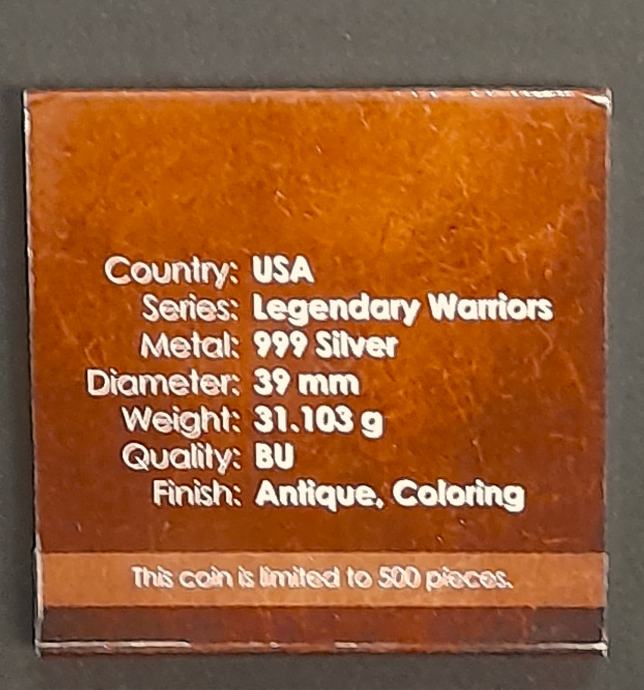 Country: USA
Series: Legendary Warriors
Metal: 999 Silver
Diameter: 39 mm
Weight: 31.103 g
Quality: BU
Finish: Antique, Coloring
This coin is limited to 500 pieces.